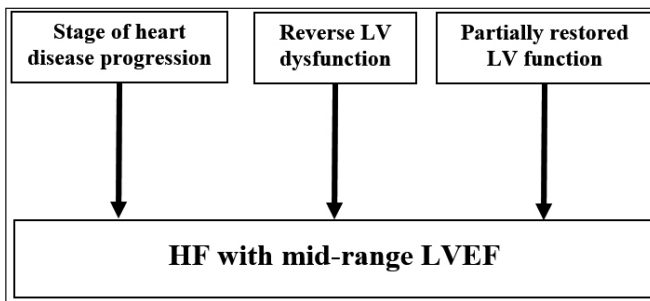 Stage of heart
disease progression
Reverse LV
dysfunction
Partially restored
LV function
HF with mid-range LVEF